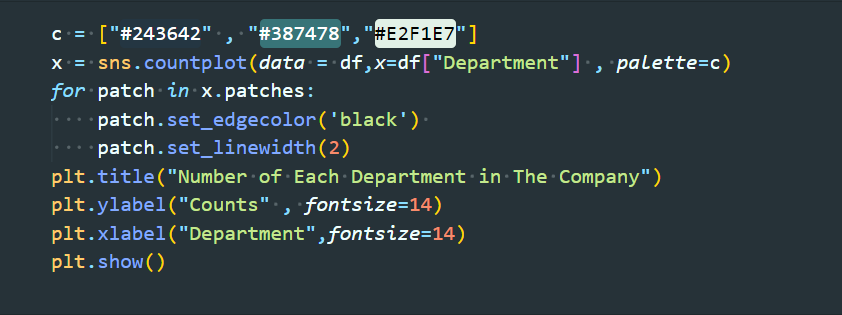 c = ["#243642" , "#387478","#E2F1E7"]
x = sns.countplot(data = df,x=df["Department"] , palette=c)
for patch in x.patches:
    patch.set_edgecolor('black') 
    patch.set_linewidth(2)
plt.title("Number of Each Department in The Company")
plt.ylabel("Counts" , fontsize=14)
plt.xlabel("Department",fontsize=14)
plt.show()